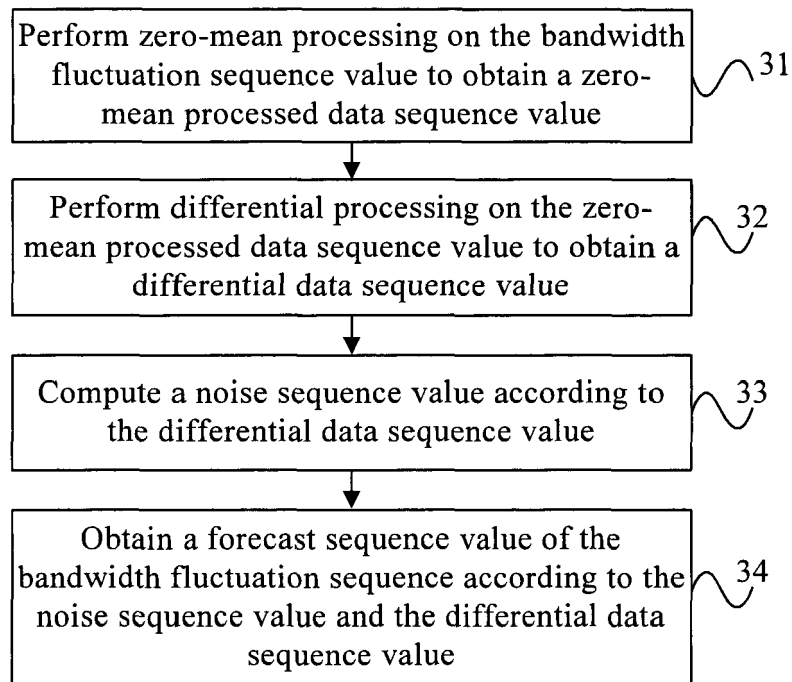 Perform zero-mean processing on the bandwidth
fluctuation sequence value to obtain a zero-
mean processed data sequence value
31
Perform differential processing on the zero-
mean processed data sequence value to obtain a
differential data sequence value
32
Compute a noise sequence value according to
the differential data sequence value
33
Obtain a forecast sequence value of the
bandwidth fluctuation sequence according to the
noise sequence value and the differential data
sequence value
34